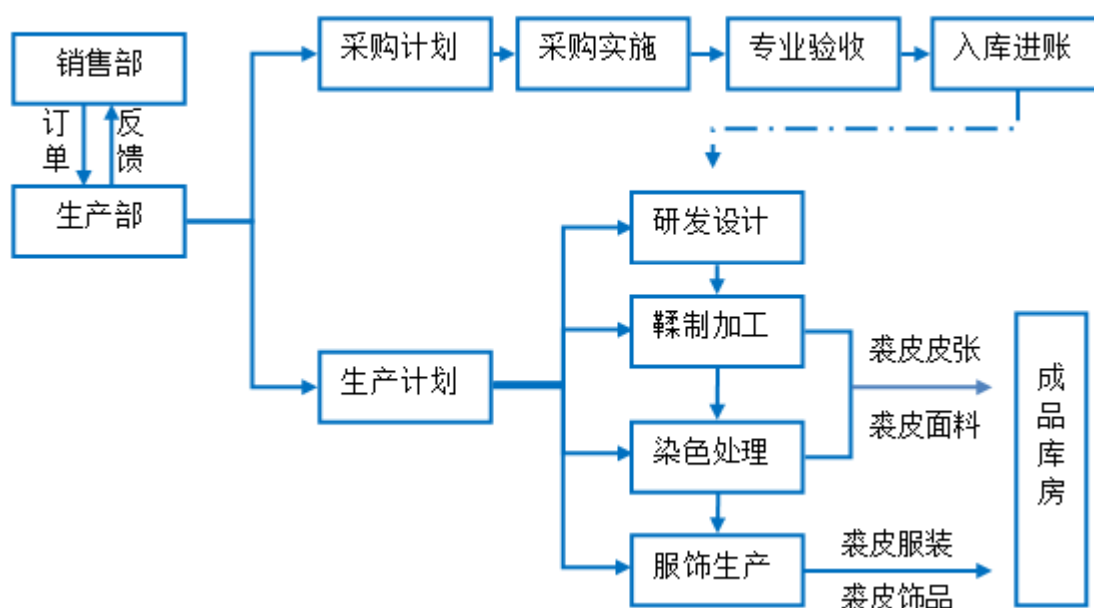 销售部
采购计划
采购实施
专业验收
入库进账
订单
反馈
生产部
研发设计
鞣制加工
裘皮皮张
生产计划
裘皮面料
染色处理
成品库房
服饰生产
裘皮服装
裘皮饰品